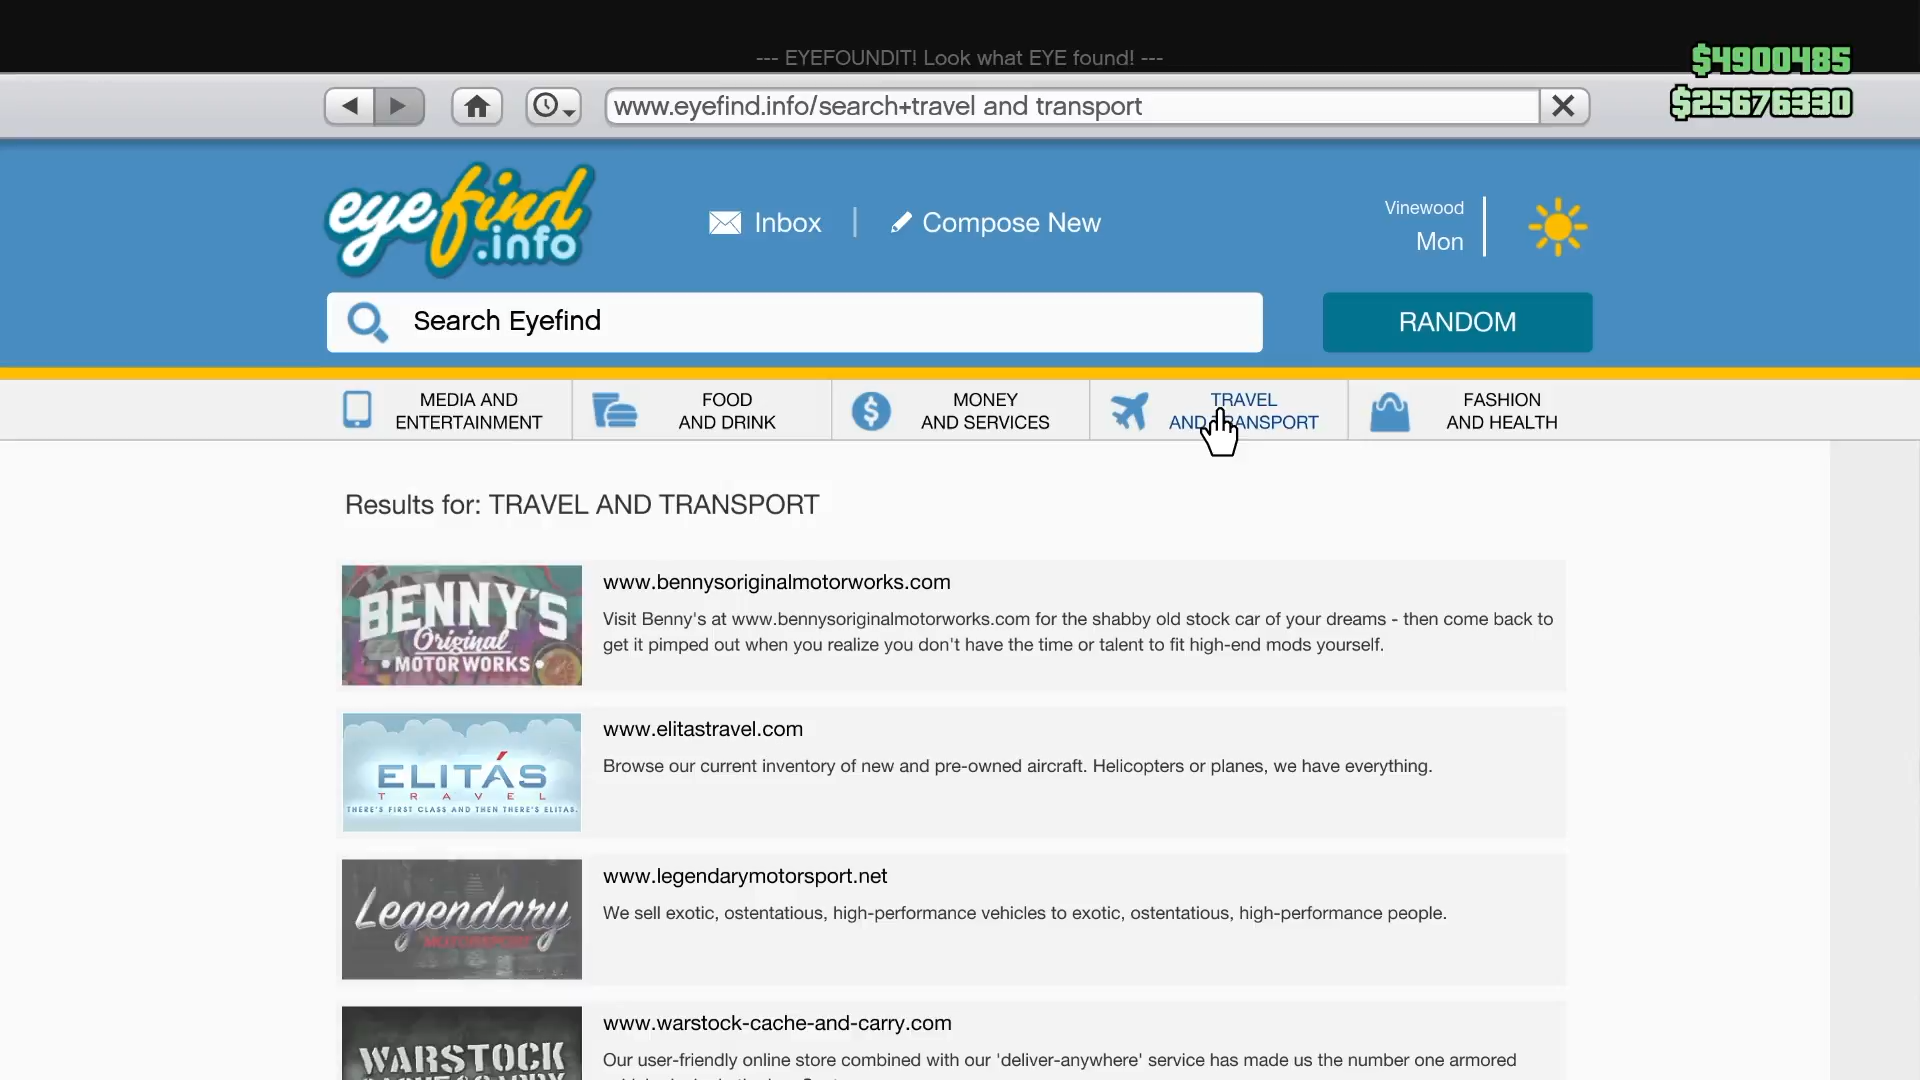 --- EYEFOUNDIT! Look what EYE found! ---
$4900485
$25676330
www.eyefind.info/search+travel and transport
eyefind
.info
Inbox
Compose New
Vinewood
Mon
Search Eyefind
RANDOM
MEDIA AND
ENTERTAINMENT
FOOD
AND DRINK
MONEY
AND SERVICES
TRAVEL
AND TRANSPORT
FASHION
AND HEALTH
Results for: TRAVEL AND TRANSPORT
BENNY'S
Original
MOTOR WORKS
www.bennysoriginalmotorworks.com
Visit Benny's at www.bennysoriginalmotorworks.com for the shabby old stock car of your dreams - then come back to
get it pimped out when you realize you don't have the time or talent to fit high-end mods yourself.
ELITÁS
TRAVEL
THERE'S FIRST CLASS AND THEN THERE'S ELITAS.
www.elitastravel.com
Browse our current inventory of new and pre-owned aircraft. Helicopters or planes, we have everything.
Legendary
MOTORSPORT
www.legendarymotorsport.net
We sell exotic, ostentatious, high-performance vehicles to exotic, ostentatious, high-performance people.
WARSTOCK
www.warstock-cache-and-carry.com
Our user-friendly online store combined with our 'deliver-anywhere' service has made us the number one armored